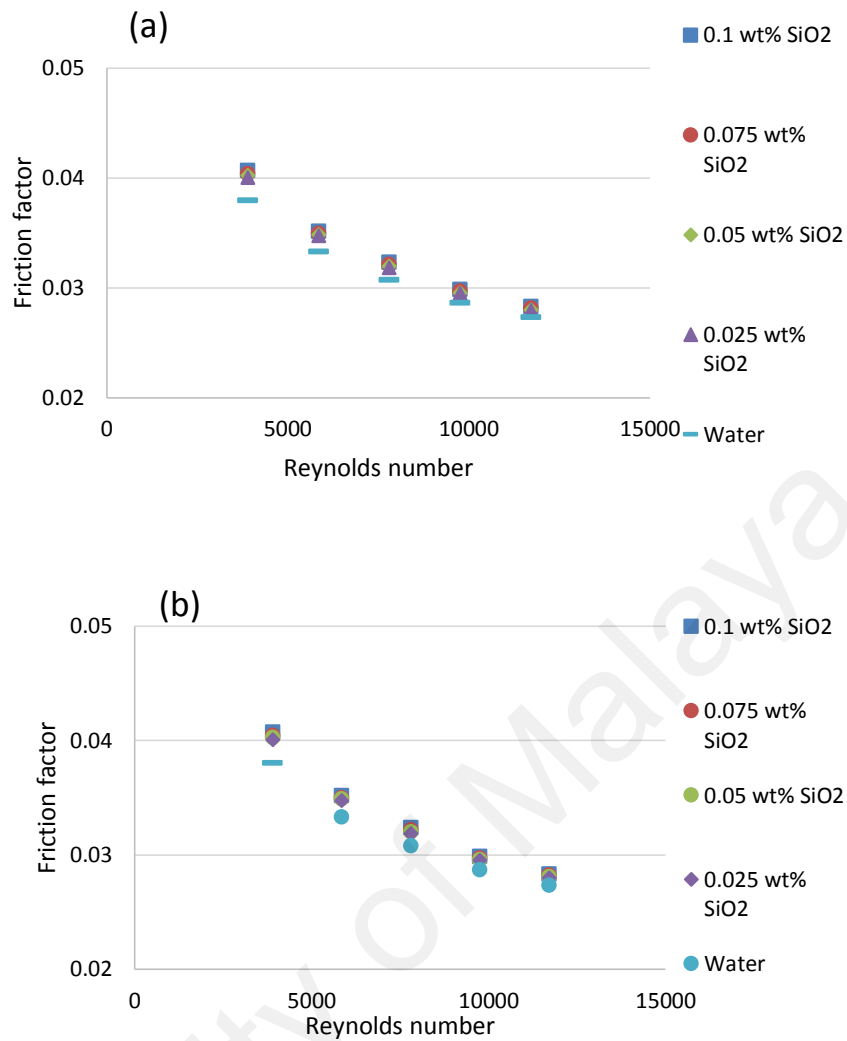 (a)
0.05
0.04
0.03
0.02
0
5000
10000
15000
Friction factor
Reynolds number
0.1 wt% SiO2
0.075 wt%
SiO2
0.05 wt% SiO2
0.025 wt%
SiO2
Water
(b)
0.05
0.04
0.03
0.02
0
5000
10000
15000
Friction factor
Reynolds number
0.1 wt% SiO2
0.075 wt%
SiO2
0.05 wt% SiO2
0.025 wt%
SiO2
Water
of Malaya